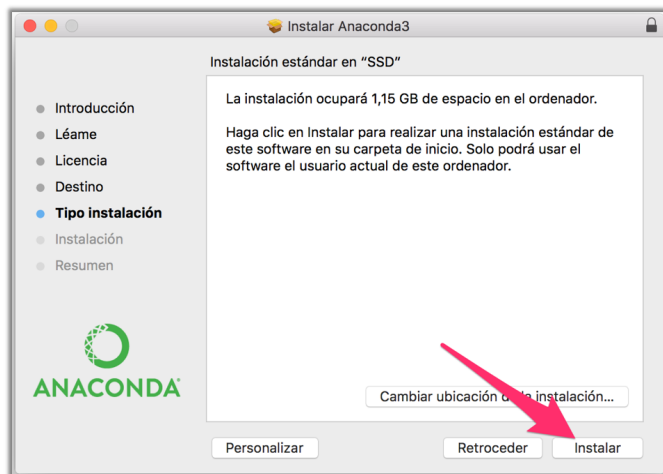 Instalar Anaconda3
Instalación estándar en “SSD”
Introducción
Léame
Licencia
Destino
Tipo instalación
Instalación
Resumen
La instalación ocupará 1,15 GB de espacio en el ordenador.
Haga clic en Instalar para realizar una instalación estándar de
este software en su carpeta de inicio. Solo podrá usar el
software el usuario actual de este ordenador.
ANACONDA
Cambiar ubicación de la instalación...
Personalizar
Retroceder
Instalar